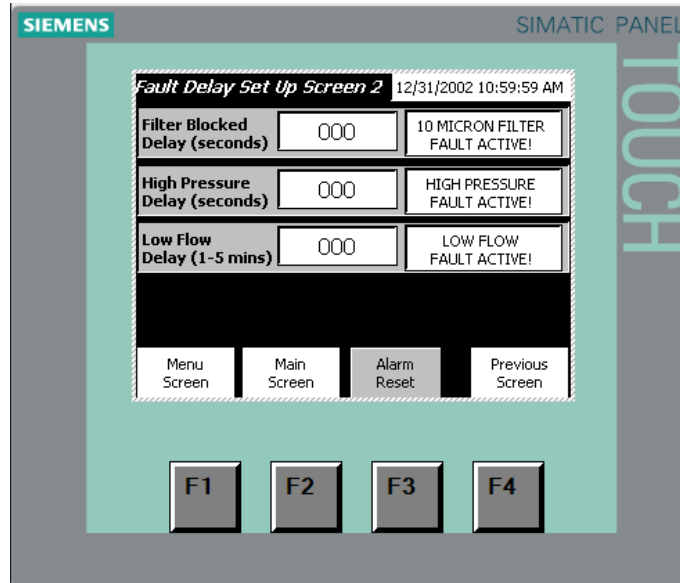 SIEMENS
SIMATIC PANEL
TOUCH
Fault Delay Set Up Screen 2
12/31/2002 10:59:59 AM
Filter Blocked
Delay (seconds)
000
10 MICRON FILTER
FAULT ACTIVE!
High Pressure
Delay (seconds)
000
HIGH PRESSURE
FAULT ACTIVE!
Low Flow
Delay (1-5 mins)
000
LOW FLOW
FAULT ACTIVE!
Menu
Screen
Main
Screen
Alarm
Reset
Previous
Screen
F1
F2
F3
F4